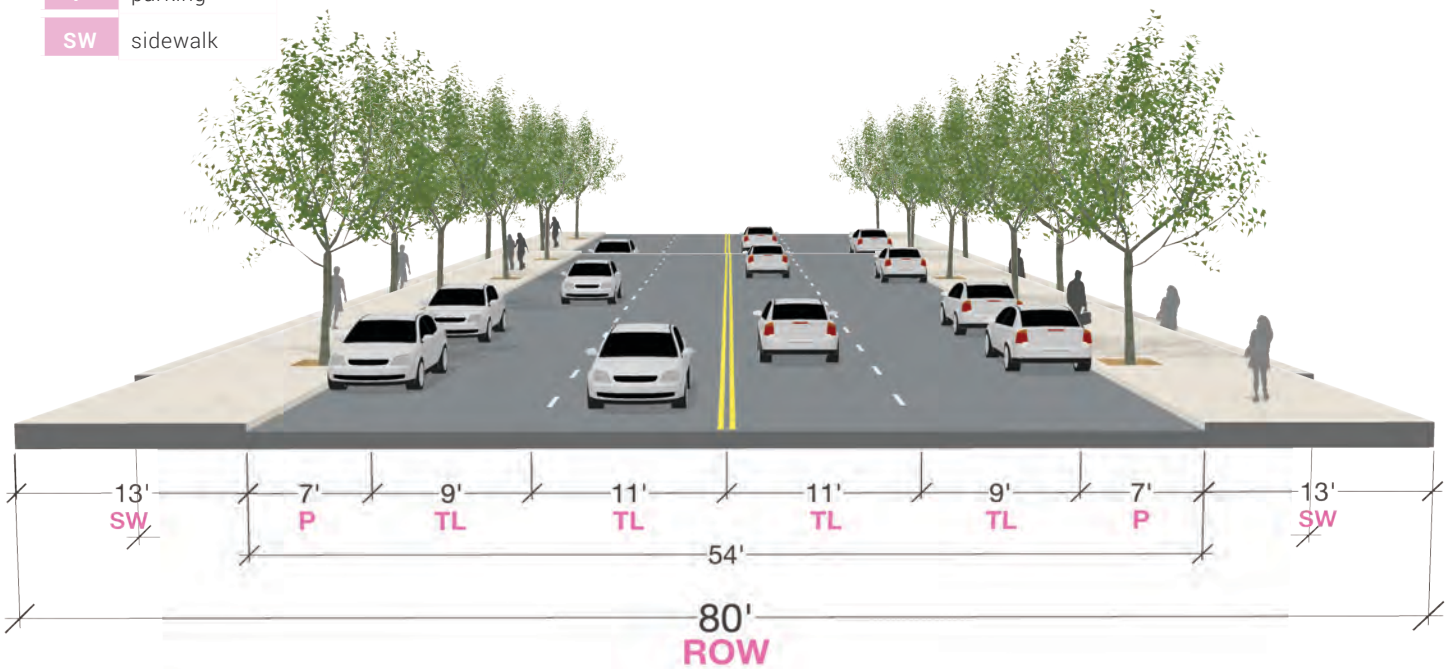 parking
SW sidewalk
13' 7' 9' 11' 11' 9' 7' 13'
SW P TL TL TL TL P SW
54'
80'
ROW